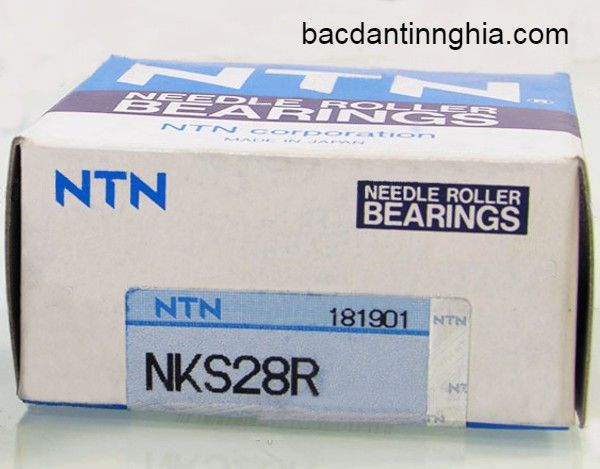 bacdantinnghia.com
NTN®
NEEDLE ROLLER
BEARINGS
NTN corporation
MADE IN JAPAN
NTN
NEEDLE ROLLER
BEARINGS
NTN 181901 NTN
NKS28R
NTN